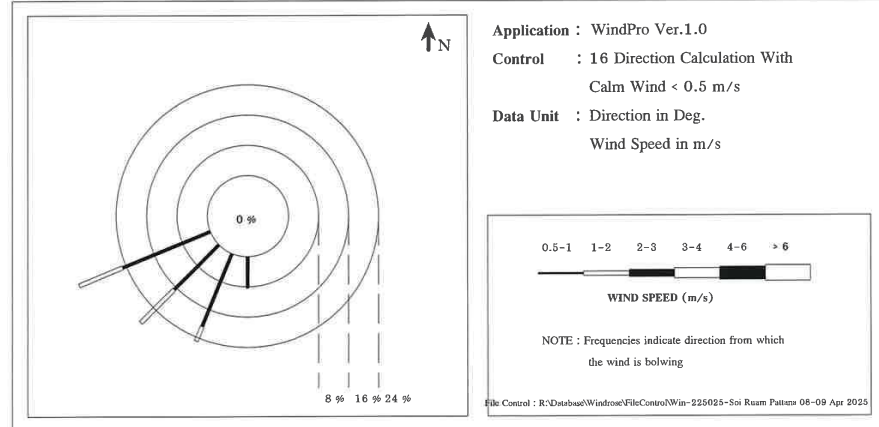 N
0 %
8 % 16 % 24 %
Application : WindPro Ver.1.0
Control : 16 Direction Calculation With
Calm Wind < 0.5 m/s
Data Unit : Direction in Deg.
Wind Speed in m/s
0.5-1 1-2 2-3 3-4 4-6 > 6
WIND SPEED (m/s)
NOTE : Frequencies indicate direction from which
the wind is bolwing
File Control : R:\Database\Windrose\FileControl\Win-225025-Soi Ruam Pattana 08-09 Apr 2025